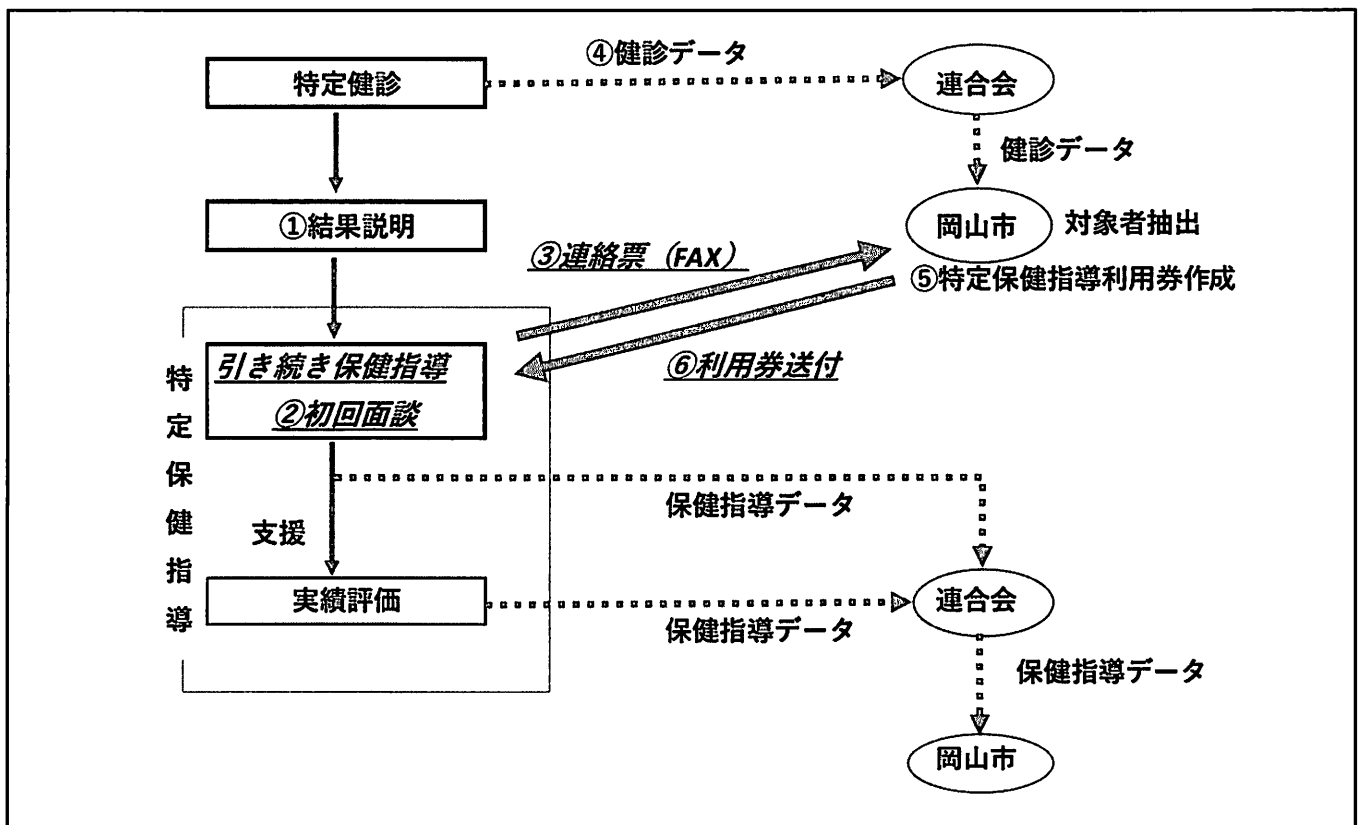 ④健診データ
特定健診
連合会
健診データ
①結果説明
岡山市
対象者抽出
③連絡票（FAX）
⑤特定保健指導利用券作成
特定保健指導
引き続き保健指導
②初回面談
⑥利用券送付
保健指導データ
支援
実績評価
連合会
保健指導データ
保健指導データ
岡山市